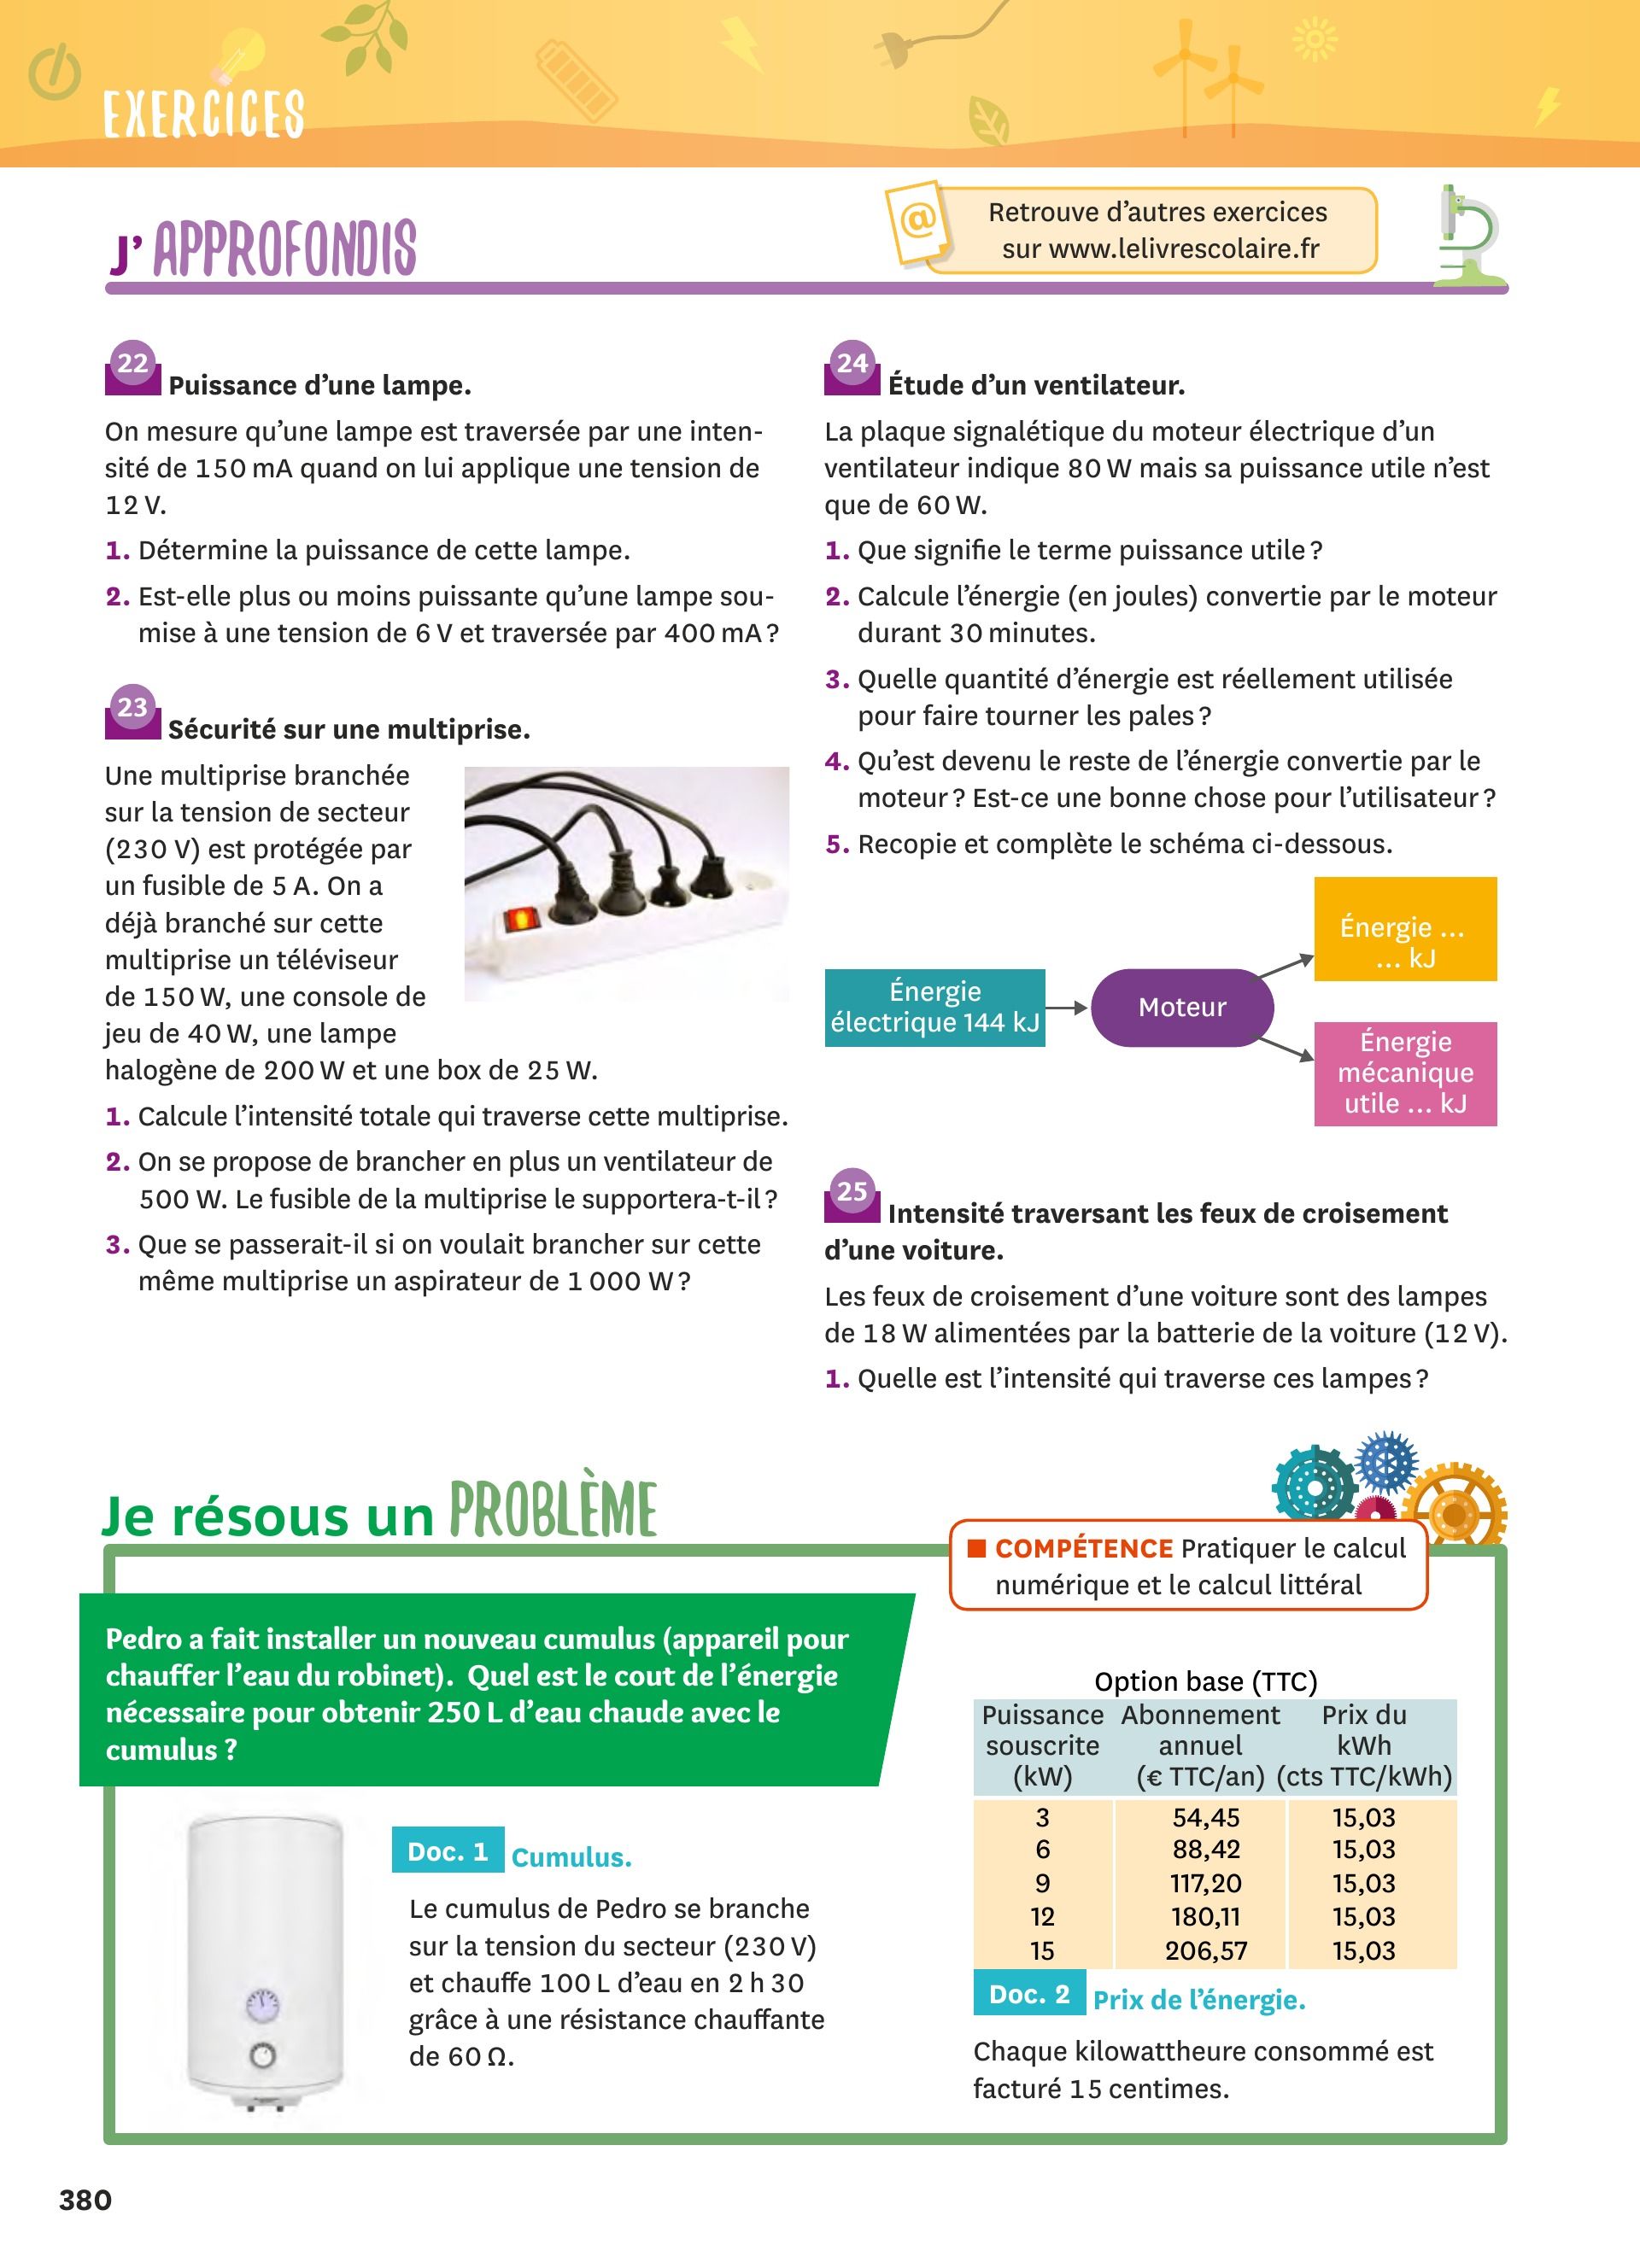 EXERCICES
J' APPROFONDIS
@
Retrouve d'autres exercices
sur www.lelivrescolaire.fr
22 Puissance d'une lampe.
On mesure qu'une lampe est traversée par une inten-
sité de 150 mA quand on lui applique une tension de
12 V.
1. Détermine la puissance de cette lampe.
2. Est-elle plus ou moins puissante qu'une lampe sou-
mise à une tension de 6 V et traversée par 400 mA ?
23 Sécurité sur une multiprise.
Une multiprise branchée
sur la tension de secteur
(230 V) est protégée par
un fusible de 5 A. On a
déjà branché sur cette
multiprise un téléviseur
de 150 W, une console de
jeu de 40 W, une lampe
halogène de 200 W et une box de 25 W.
1. Calcule l'intensité totale qui traverse cette multiprise.
2. On se propose de brancher en plus un ventilateur de
500 W. Le fusible de la multiprise le supportera-t-il ?
3. Que se passerait-il si on voulait brancher sur cette
même multiprise un aspirateur de 1 000 W ?
24 Étude d'un ventilateur.
La plaque signalétique du moteur électrique d'un
ventilateur indique 80 W mais sa puissance utile n'est
que de 60 W.
1. Que signifie le terme puissance utile ?
2. Calcule l'énergie (en joules) convertie par le moteur
durant 30 minutes.
3. Quelle quantité d'énergie est réellement utilisée
pour faire tourner les pales ?
4. Qu'est devenu le reste de l'énergie convertie par le
moteur ? Est-ce une bonne chose pour l'utilisateur ?
5. Recopie et complète le schéma ci-dessous.
Énergie
électrique 144 kJ
Moteur
Énergie ...
... kJ
Énergie
mécanique
utile ... kJ
25 Intensité traversant les feux de croisement
d'une voiture.
Les feux de croisement d'une voiture sont des lampes
de 18 W alimentées par la batterie de la voiture (12 V).
1. Quelle est l'intensité qui traverse ces lampes ?
Je résous un PROBLÈME
■ COMPÉTENCE Pratiquer le calcul
numérique et le calcul littéral
Pedro a fait installer un nouveau cumulus (appareil pour
chauffer l'eau du robinet). Quel est le cout de l'énergie
nécessaire pour obtenir 250 L d'eau chaude avec le
cumulus ?
Doc. 1 Cumulus.
Le cumulus de Pedro se branche
sur la tension du secteur (230 V)
et chauffe 100 L d'eau en 2 h 30
grâce à une résistance chauffante
de 60 Ω.
Option base (TTC)
Puissance Abonnement Prix du
souscrite annuel kWh
(kW) (€ TTC/an) (cts TTC/kWh)
3 54,45 15,03
6 88,42 15,03
9 117,20 15,03
12 180,11 15,03
15 206,57 15,03
Doc. 2 Prix de l'énergie.
Chaque kilowattheure consommé est
facturé 15 centimes.
380